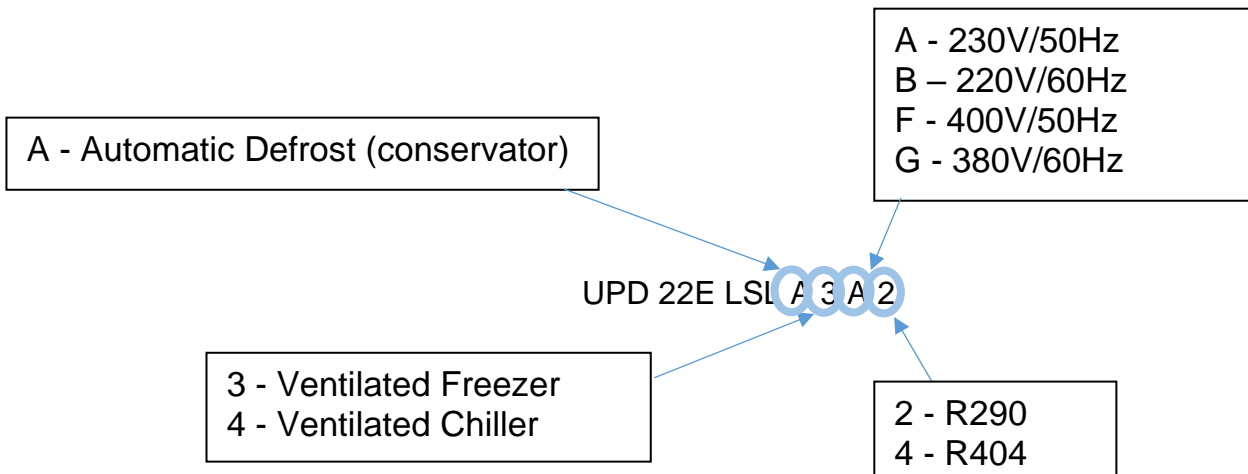 A - 230V/50Hz
B – 220V/60Hz
F - 400V/50Hz
G - 380V/60Hz
A - Automatic Defrost (conservator)
UPD 22E LSL A 3 A 2
3 - Ventilated Freezer
4 - Ventilated Chiller
2 - R290
4 - R404